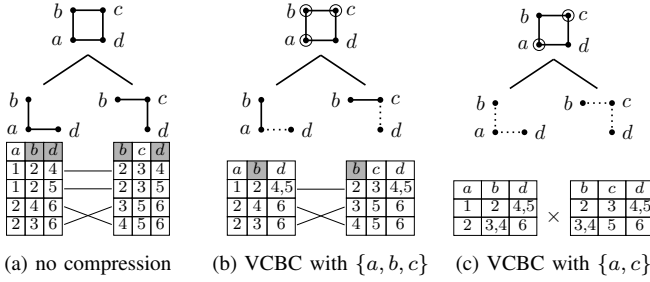 b c b c b c
a d a d a d
b b c b b c b b c
a d d a d d a d d
a b d b c d
1 2 4 2 3 4 a b d b c d
1 2 5 2 3 5 1 2 4,5 2 3 4,5 a b d b c d
2 4 6 3 5 6 2 4 6 3 5 6 1 2 4,5 × 2 3 4,5
2 3 6 4 5 6 2 3 6 4 5 6 2 3,4 6 3,4 5 6
(a) no compression (b) VCBC with {a, b, c} (c) VCBC with {a, c}